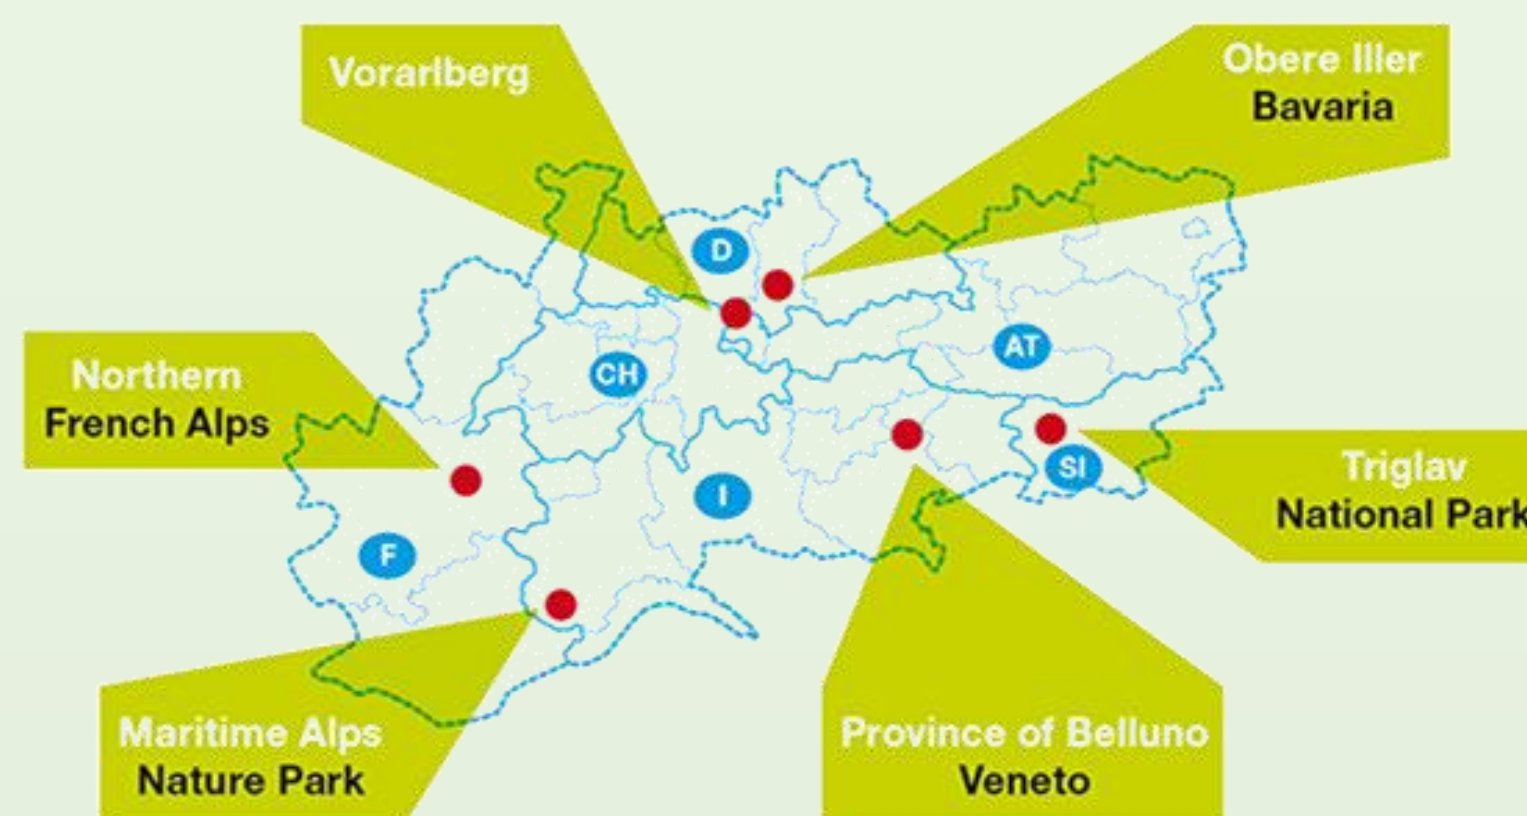 Vorarlberg
Obere Iller
Bavaria
D
AT
CH
Northern
French Alps
SI
Triglav
National Park
I
F
Maritime Alps
Nature Park
Province of Belluno
Veneto